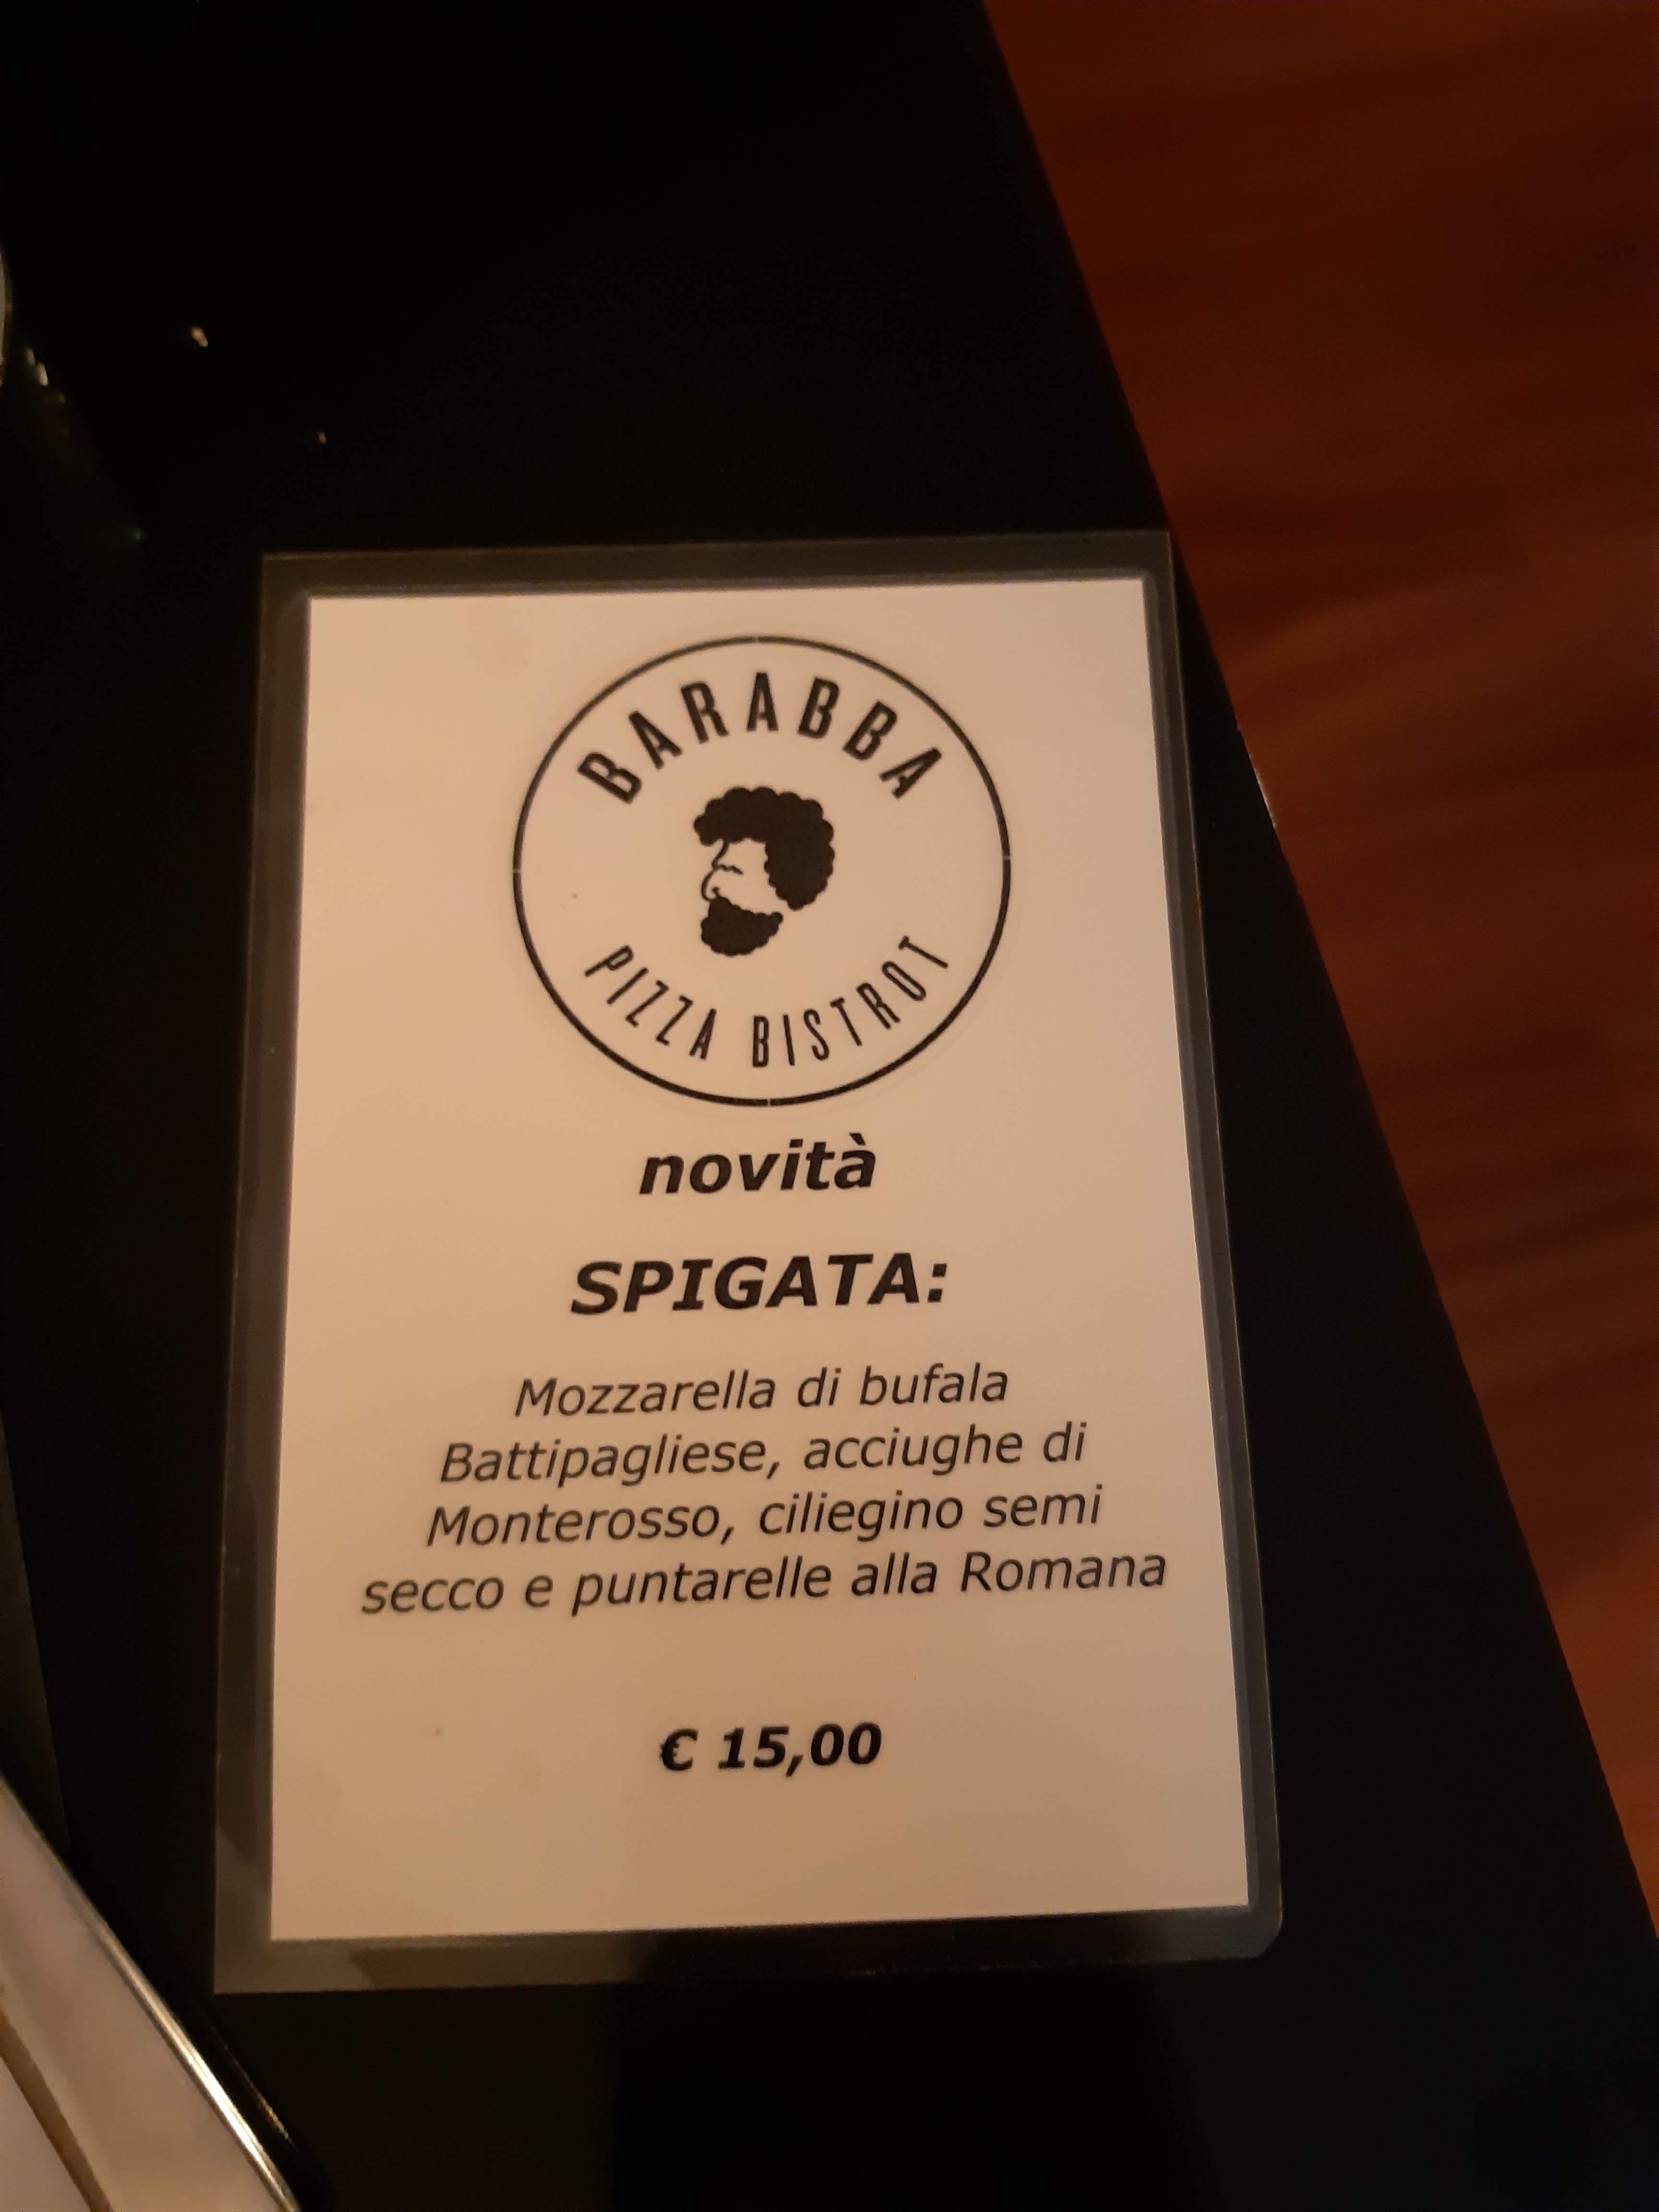 BARABBA
PIZZA BISTROT
novità
SPIGATA:
Mozzarella di bufala
Battipagliese, acciughe di
Monterosso, ciliegino semi
secco e puntarelle alla Romana
€ 15,00